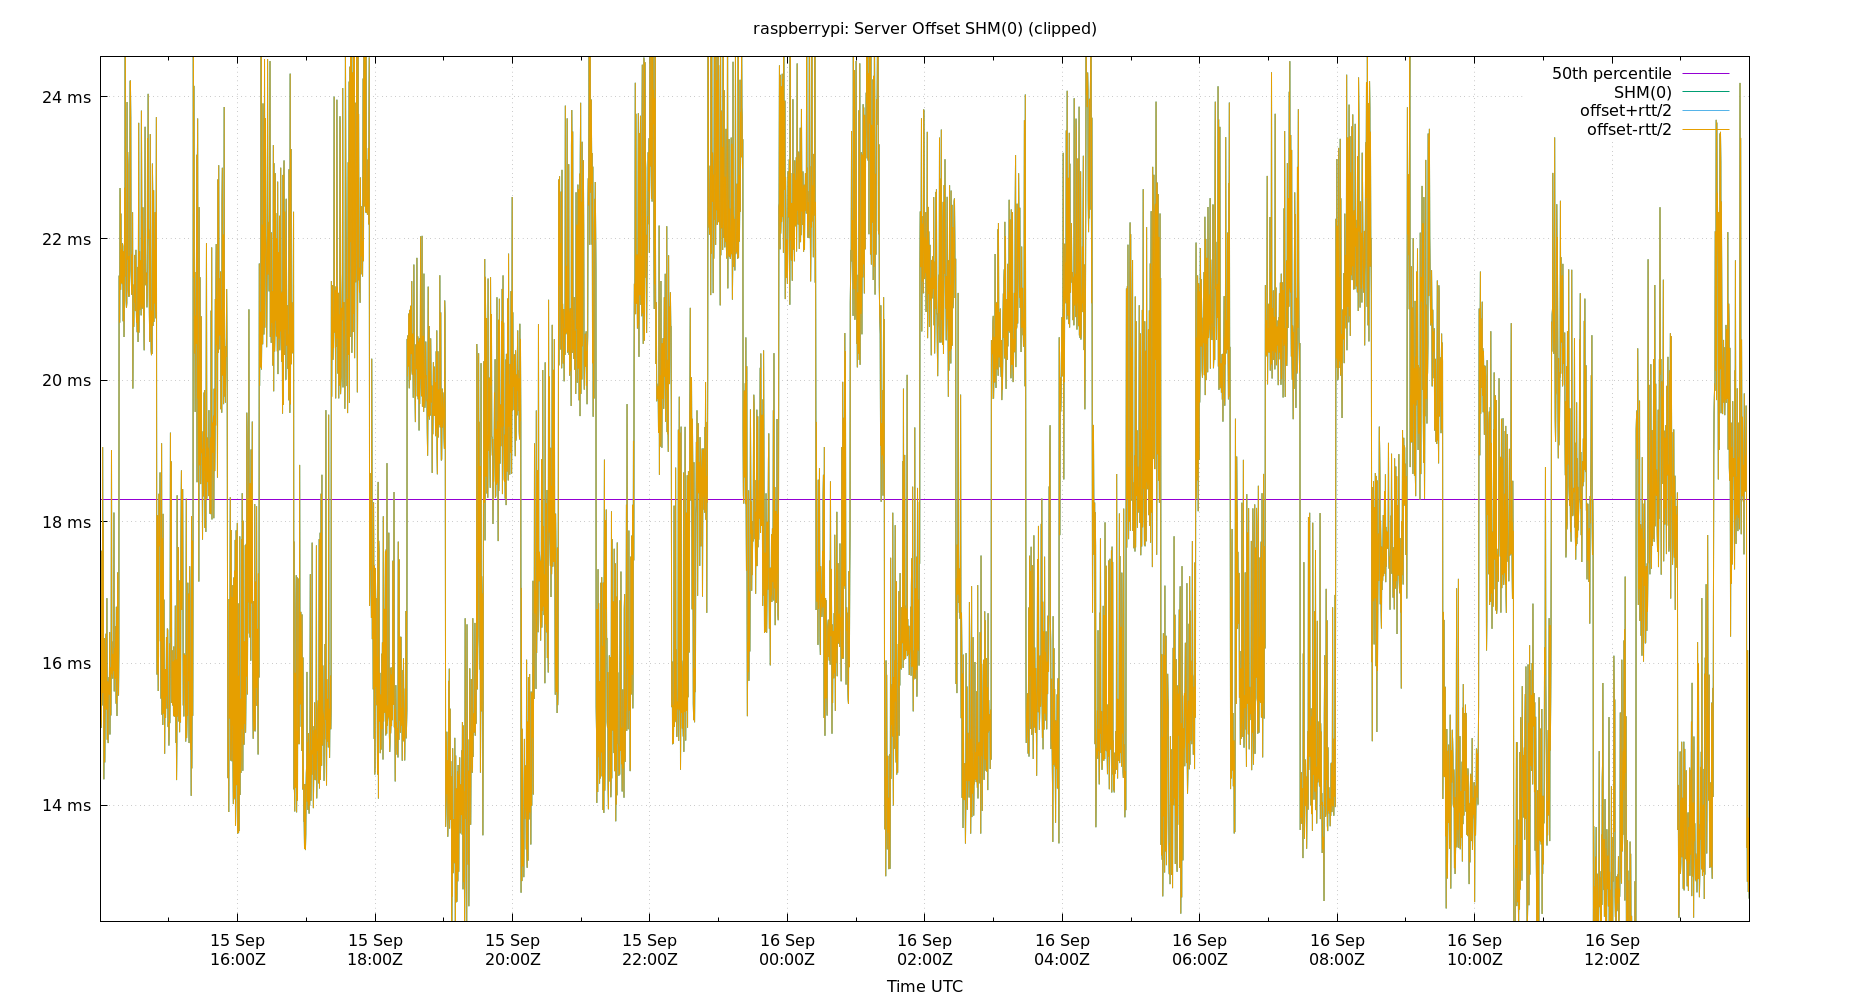 raspberrypi: Server Offset SHM(0) (clipped)
50th percentile
SHM(0)
offset+rtt/2
offset-rtt/2
24 ms
22 ms
20 ms
18 ms
16 ms
14 ms
15 Sep 15 Sep 15 Sep 15 Sep 16 Sep 16 Sep 16 Sep 16 Sep 16 Sep 16 Sep 16 Sep
16:00Z 18:00Z 20:00Z 22:00Z 00:00Z 02:00Z 04:00Z 06:00Z 08:00Z 10:00Z 12:00Z
Time UTC